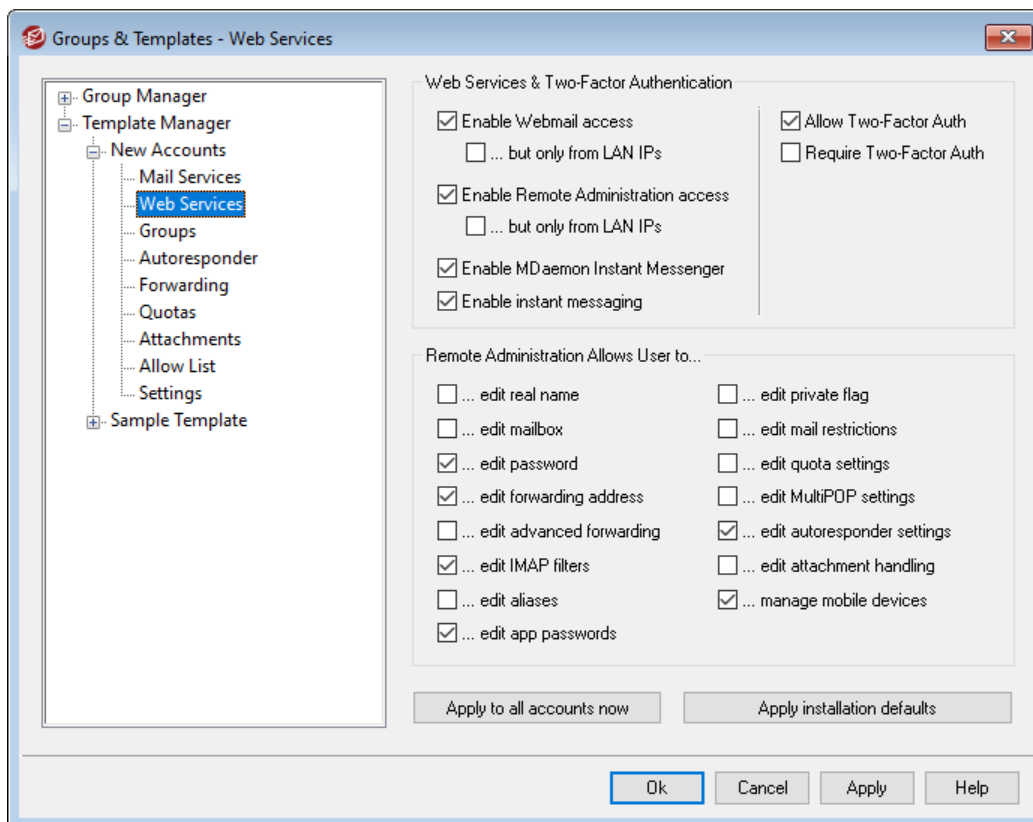 Groups & Templates - Web Services
Group Manager
Template Manager
New Accounts
Mail Services
Web Services
Groups
Autoresponder
Forwarding
Quotas
Attachments
Allow List
Settings
Sample Template
Web Services & Two-Factor Authentication
Enable Webmail access
... but only from LAN IPs
Enable Remote Administration access
... but only from LAN IPs
Enable MDaemon Instant Messenger
Enable instant messaging
Allow Two-Factor Auth
Require Two-Factor Auth
Remote Administration Allows User to...
... edit real name
... edit mailbox
... edit password
... edit forwarding address
... edit advanced forwarding
... edit IMAP filters
... edit aliases
... edit app passwords
... edit private flag
... edit mail restrictions
... edit quota settings
... edit MultiPOP settings
... edit autoresponder settings
... edit attachment handling
... manage mobile devices
Apply to all accounts now
Apply installation defaults
Ok
Cancel
Apply
Help